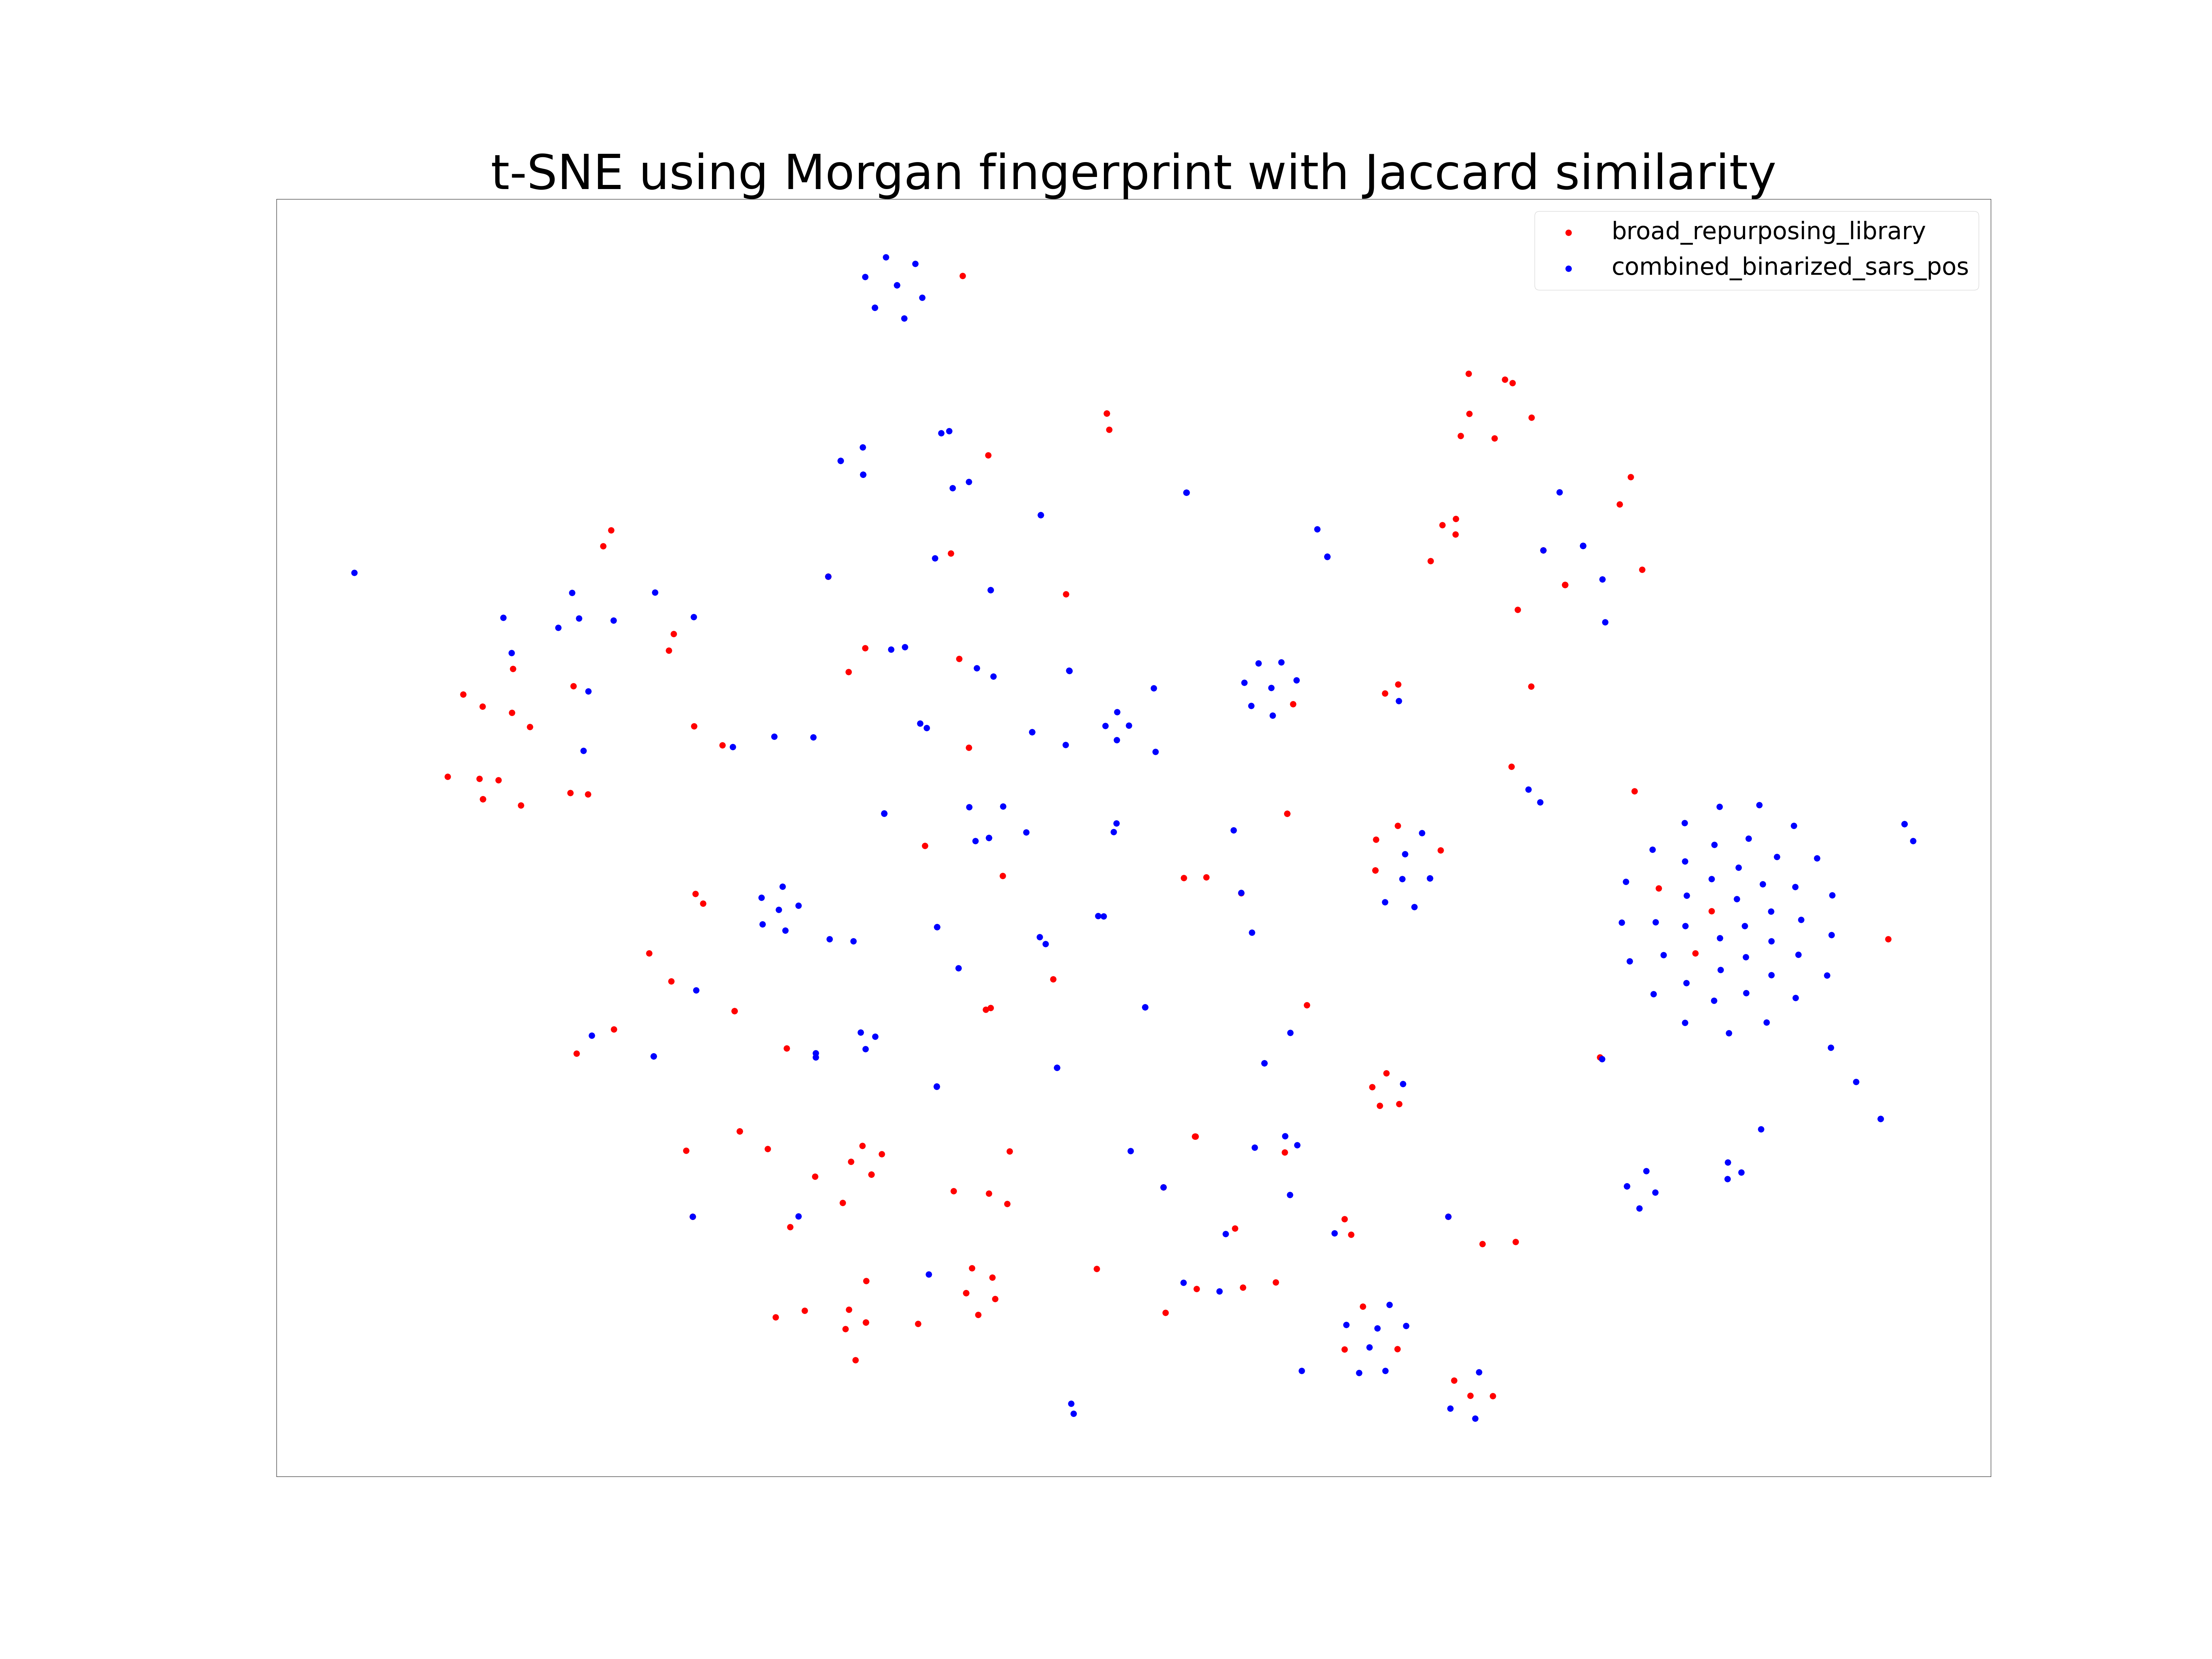 t-SNE using Morgan fingerprint with Jaccard similarity
broad_repurposing_library
combined_binarized_sars_pos